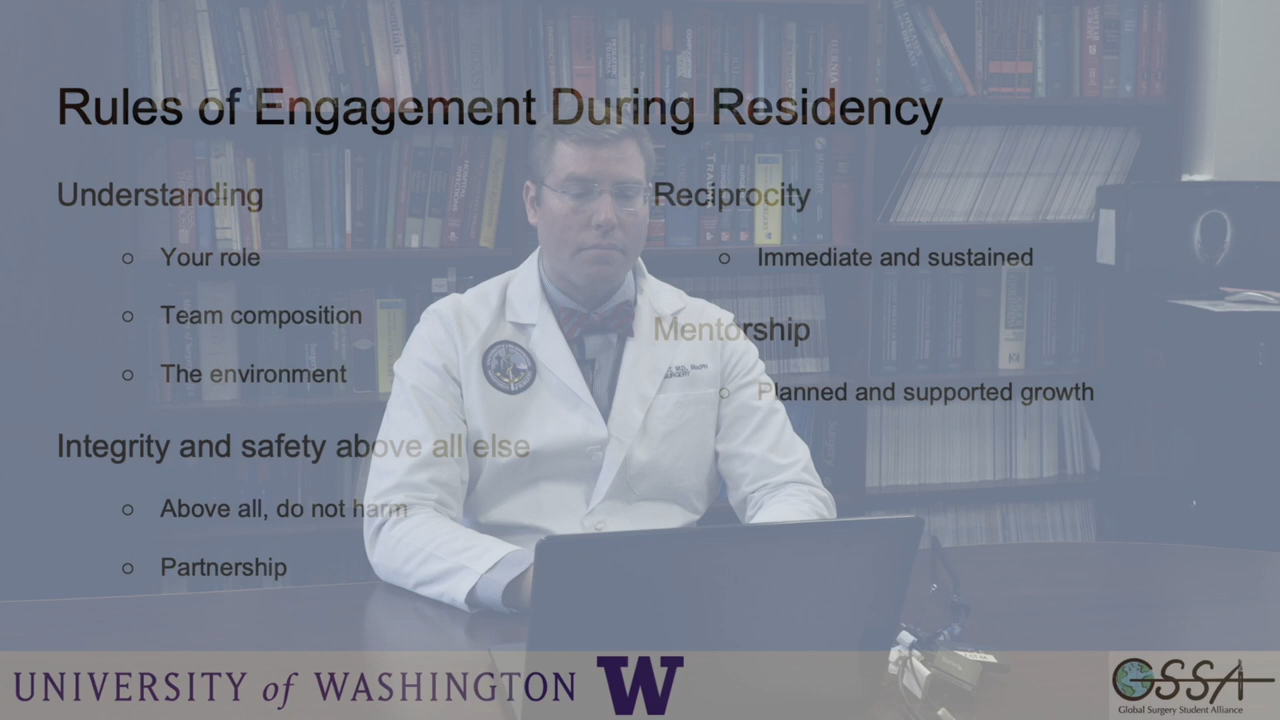 Rules of Engagement During Residency
Understanding
○ Your role
○ Team composition
○ The environment
Integrity and safety above all else
○ Above all, do not harm
○ Partnership
Reciprocity
○ Immediate and sustained
Mentorship
○ Planned and supported growth
SURGERY
UNIVERSITY of WASHINGTON W
GSSA
Global Surgery Student Alliance